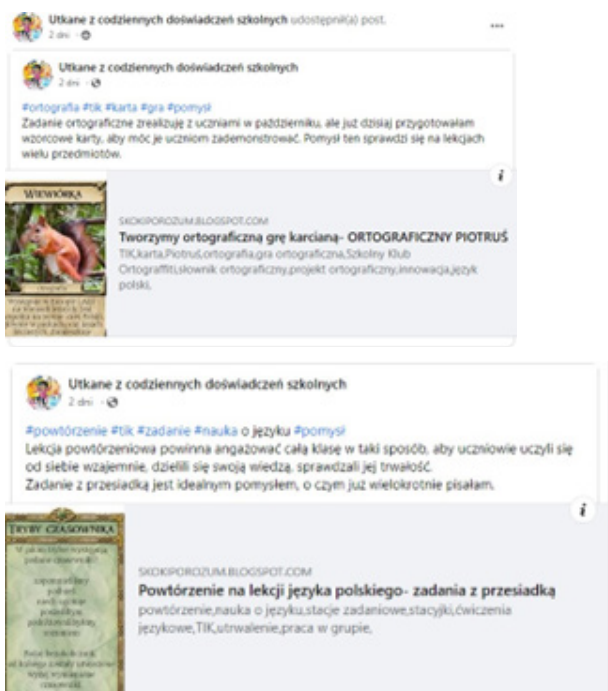 Utkane z codziennych doświadczeń szkolnych udostępnił(a) post.
2 dni
Utkane z codziennych doświadczeń szkolnych
2 dni
#ortografia #tik #karta #gra #pomysł
Zadanie ortograficzne zrealizuję z uczniami w październiku, ale już dzisiaj przygotowałam
wzorcowe karty, aby móc je uczniom zademonstrować. Pomysł ten sprawdzi się na lekcjach
wielu przedmiotów.
WIEWIÓRKA
SKOKIPOROZUM.BLOGSPOT.COM
Tworzymy ortograficzną grę karcianą- ORTOGRAFICZNY PIOTRUŚ
TIK,karta,Piotruś,ortografia,gra ortograficzna,Szkolny Klub
Ortograffiti,słownik ortograficzny,projekt ortograficzny,innowacja,język
polski,
Utkane z codziennych doświadczeń szkolnych
2 dni
#powtórzenie #tik #zadanie #nauka o języku #pomysł
Lekcja powtórzeniowa powinna angażować całą klasę w taki sposób, aby uczniowie uczyli się
od siebie wzajemnie, dzielili się swoją wiedzą, sprawdzali jej trwałość.
Zadanie z przesiadką jest idealnym pomysłem, o czym już wielokrotnie pisałam.
TRYBY CZASOWNIKA
SKOKIPOROZUM.BLOGSPOT.COM
Powtórzenie na lekcji języka polskiego- zadania z przesiadką
powtórzenie,nauka o języku,stacje zadaniowe,stacyjki,ćwiczenia
językowe,TIK,utrwalenie,praca w grupie,